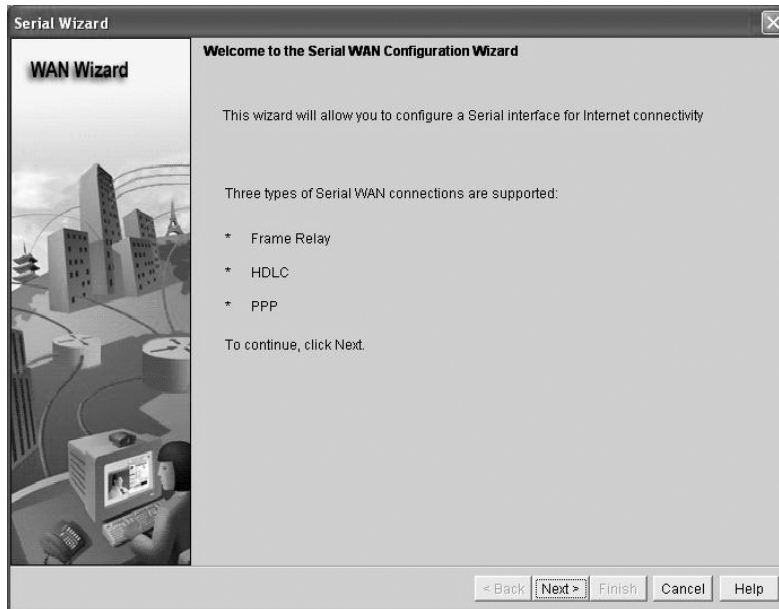 Serial Wizard
WAN Wizard
Welcome to the Serial WAN Configuration Wizard
This wizard will allow you to configure a Serial interface for Internet connectivity
Three types of Serial WAN connections are supported:
* Frame Relay
* HDLC
* PPP
To continue, click Next.
< Back Next > Finish Cancel Help